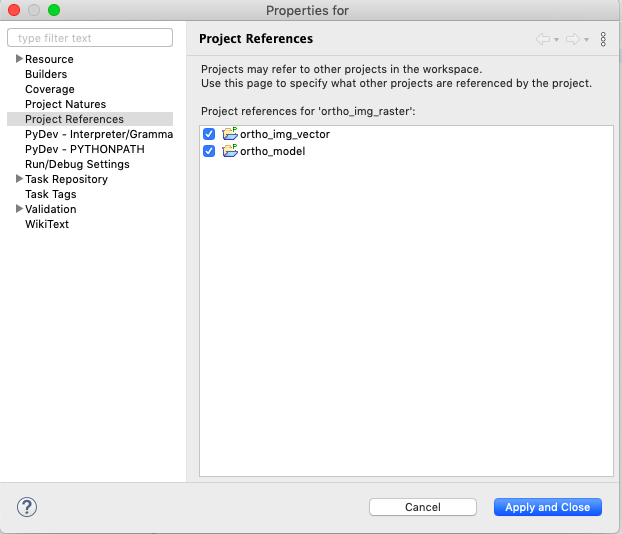 Properties for
type filter text
Resource
Builders
Coverage
Project Natures
Project References
PyDev - Interpreter/Gramma
PyDev - PYTHONPATH
Run/Debug Settings
Task Repository
Task Tags
Validation
WikiText
Project References
Projects may refer to other projects in the workspace.
Use this page to specify what other projects are referenced by the project.
Project references for 'ortho_img_raster':
P ortho_img_vector
P ortho_model
?
Cancel
Apply and Close